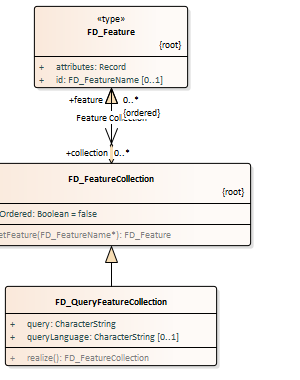 «type»
FD_Feature
{root}
+ attributes: Record
+ id: FD_FeatureName [0..1]
+feature 0..*
{ordered}
Feature
+collection 0..*
FD_FeatureCollection
{root}
Ordered: Boolean = false
etFeature(FD_FeatureName*): FD_Feature
FD_QueryFeatureCollection
+ query: CharacterString
+ queryLanguage: CharacterString [0..1]
+ realize(): FD_FeatureCollection